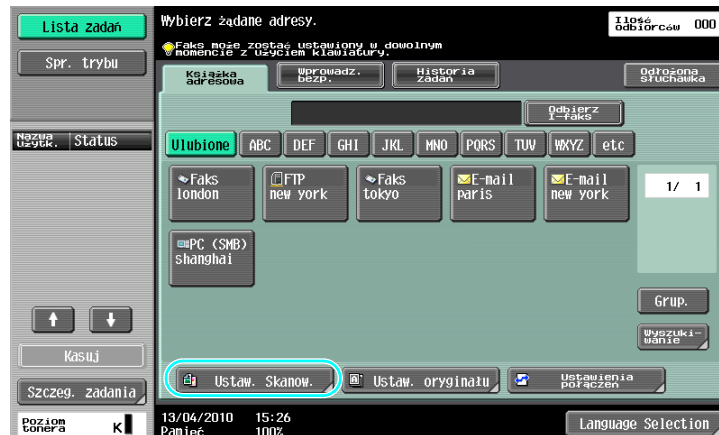 Lista zadań
Wybierz żądane adresy.
Ilość
odbiorców 000
Spr. trybu
Faks może zostać ustawiony w dowolnym
momencie z użyciem klawiatury.
Książka
adresowa
Wprowadz.
bezp.
Historia
zadań
Odłożona
słuchawka
Odbierz
I-faks
Nazwa
użytk.
Status
Ulubione ABC DEF GHI JKL MNO PQRS TUV WXYZ etc
Faks
london
FTP
new york
Faks
tokyo
E-mail
paris
E-mail
new york
1/ 1
PC (SMB)
shanghai
Grup.
Wyszuki-
wanie
Kasuj
Szczeg. zadania
Ustaw. Skanow.
Ustaw. oryginału
Ustawienia
połączeń
Poziom
tonera K
13/04/2010 15:26
Pamięć 100%
Language Selection